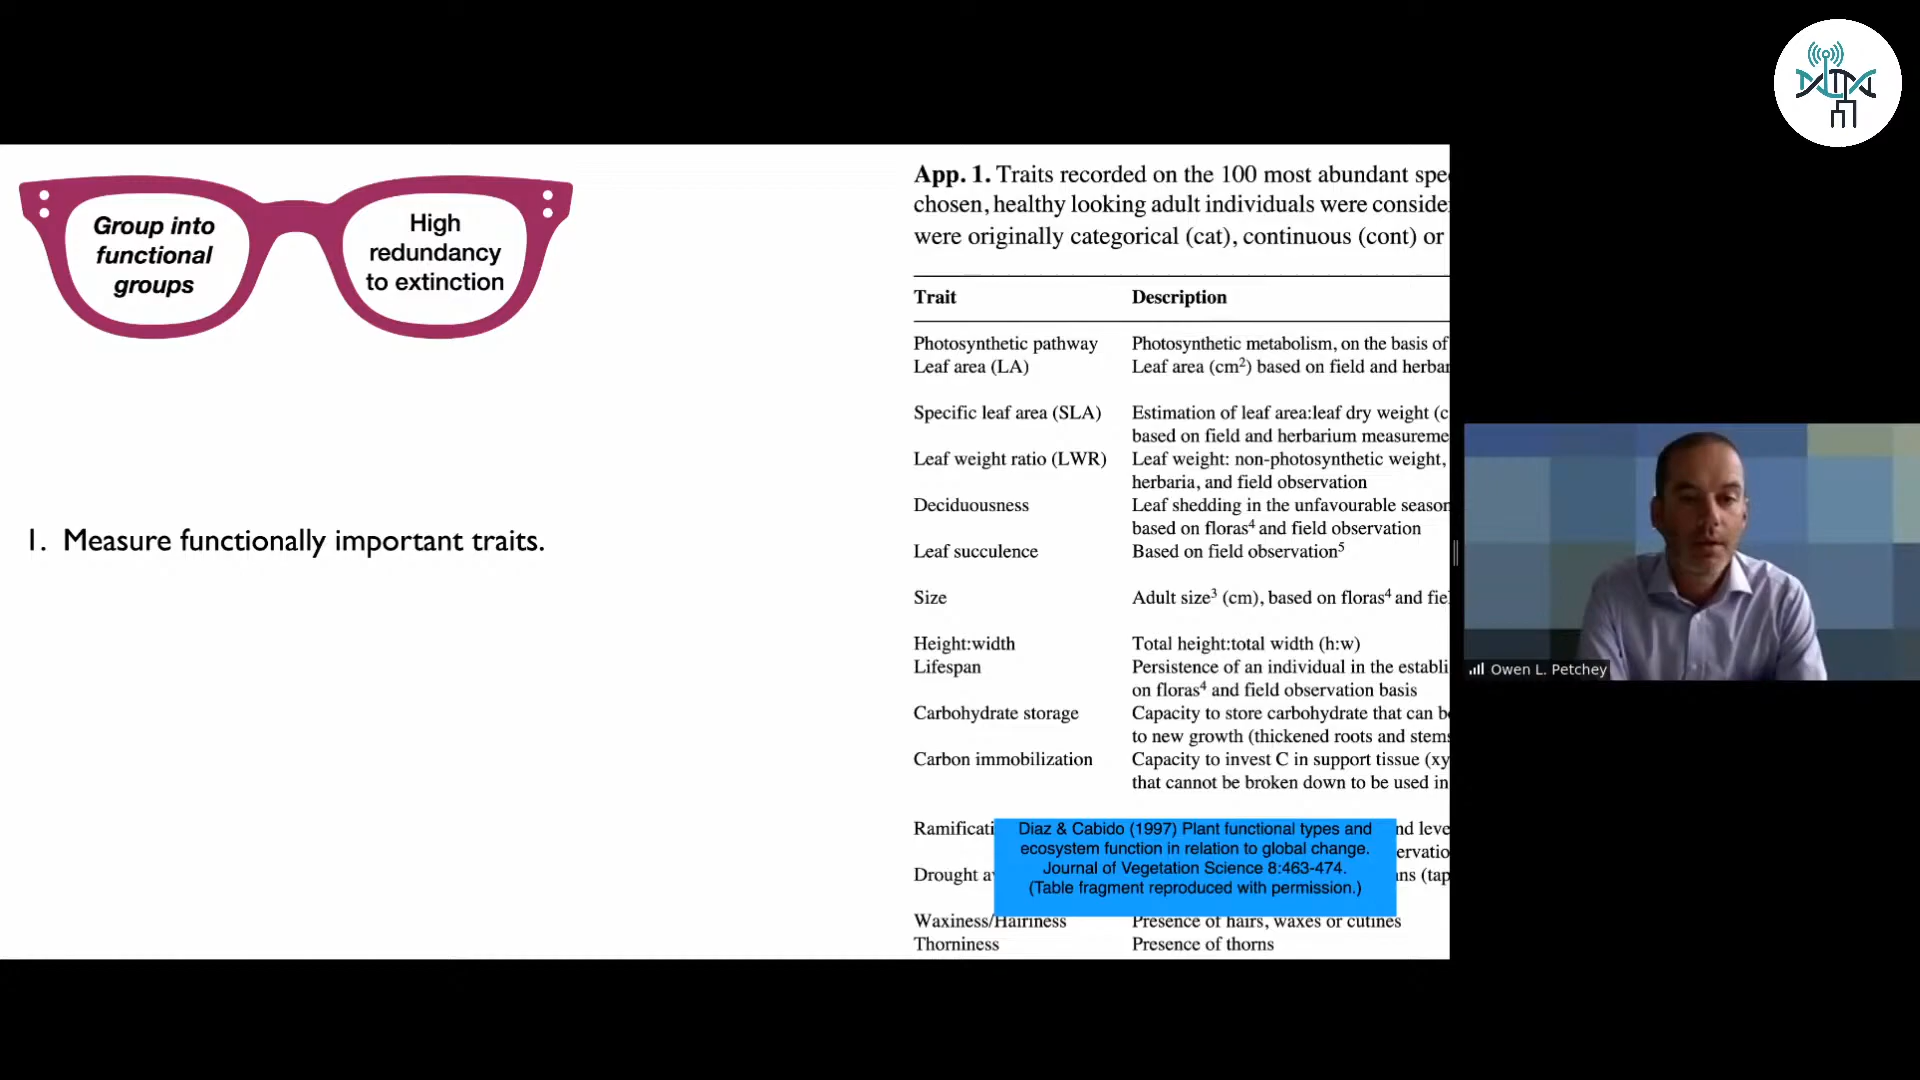 Group into
functional
groups
High
redundancy
to extinction
1. Measure functionally important traits.
App. 1. Traits recorded on the 100 most abundant spe
chosen, healthy looking adult individuals were conside
were originally categorical (cat), continuous (cont) or
Trait Description
Photosynthetic pathway Photosynthetic metabolism, on the basis of
Leaf area (LA) Leaf area (cm²) based on field and herbar
Specific leaf area (SLA) Estimation of leaf area:leaf dry weight (c
based on field and herbarium measureme
Leaf weight ratio (LWR) Leaf weight: non-photosynthetic weight,
herbaria, and field observation
Deciduousness Leaf shedding in the unfavourable season
based on floras⁴ and field observation
Leaf succulence Based on field observation⁵
Size Adult size³ (cm), based on floras⁴ and fie
Height:width Total height:total width (h:w)
Lifespan Persistence of an individual in the establi
on floras⁴ and field observation basis
Carbohydrate storage Capacity to store carbohydrate that can be
to new growth (thickened roots and stems
Carbon immobilization Capacity to invest C in support tissue (xy
that cannot be broken down to be used in
Ramificati nd leve
ervatio
Drought av ns (tap
Waxiness/Hairiness Presence of hairs, waxes or cutines
Thorniness Presence of thorns
Diaz & Cabido (1997) Plant functional types and
ecosystem function in relation to global change.
Journal of Vegetation Science 8:463-474.
(Table fragment reproduced with permission.)
Owen L. Petchey